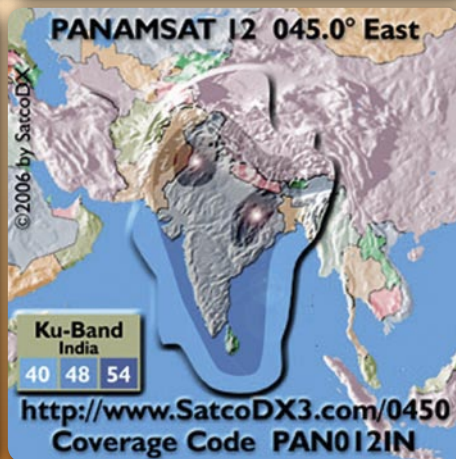 PANAMSAT 12 045.0° East
©2006 by SatcoDX
Ku-Band
India
40 48 54
http://www.SatcoDX3.com/0450
Coverage Code PAN012IN